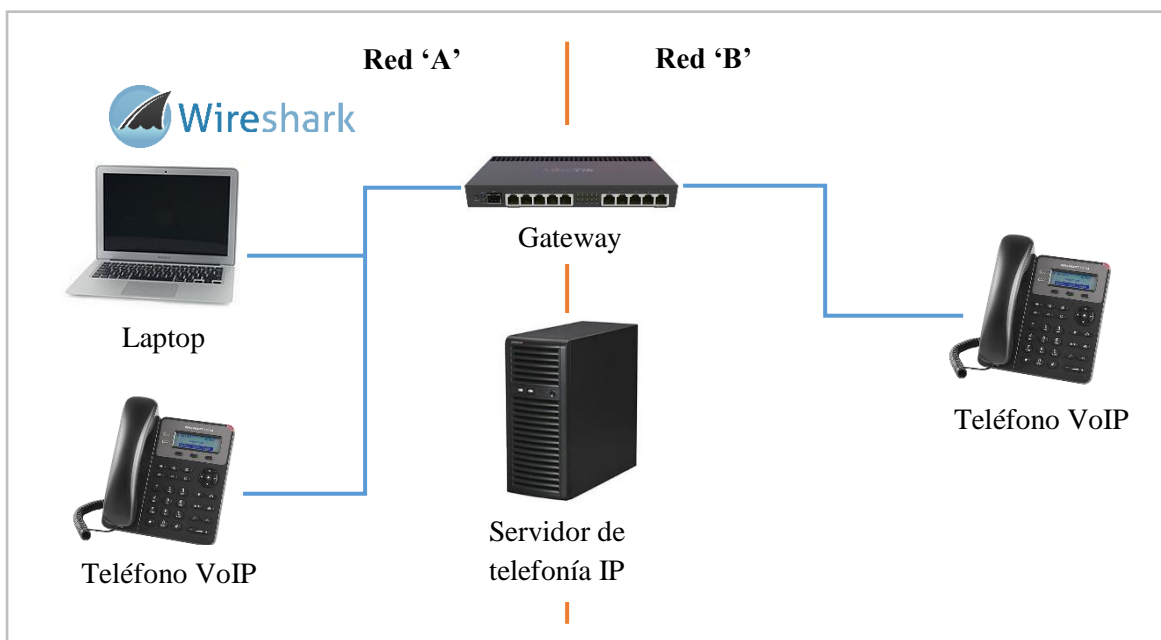 Red ‘A’
Red ‘B’
Wireshark
Gateway
Laptop
Teléfono VoIP
Servidor de
telefonía IP
Teléfono VoIP